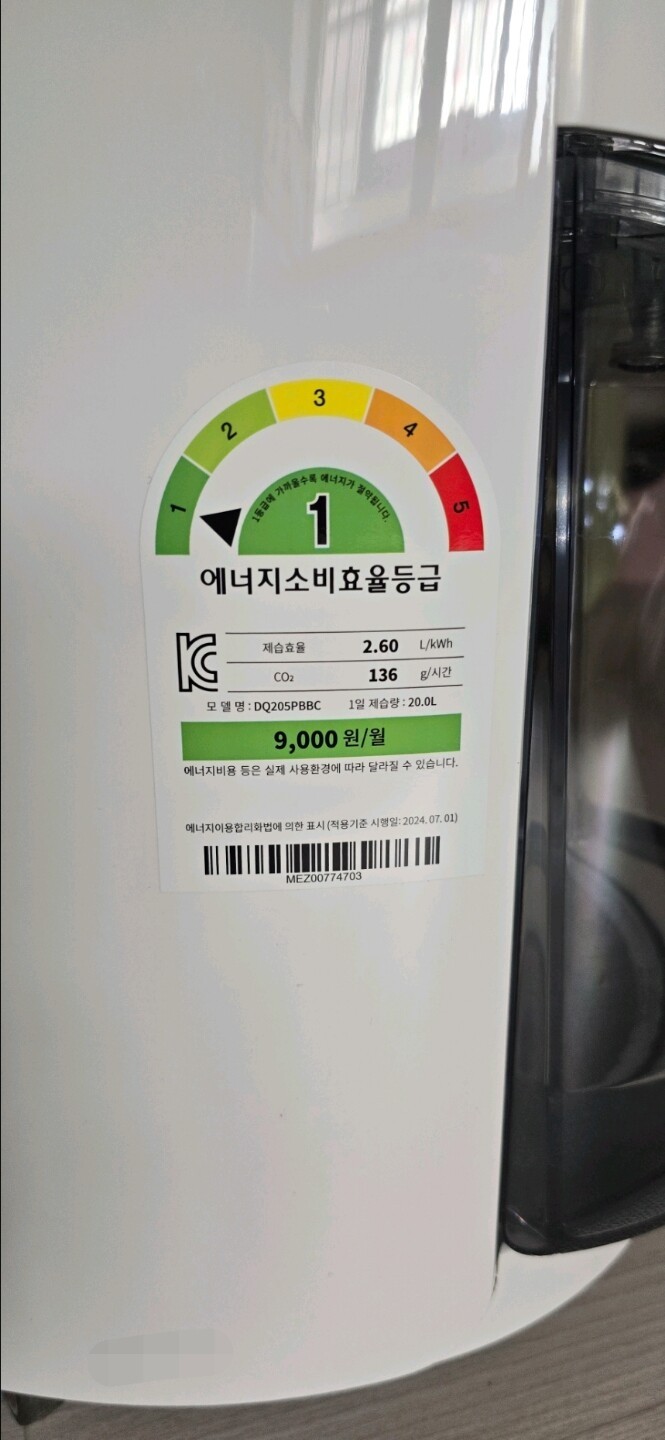 1 2 3 4 5
1등급에 가까울수록 에너지가 절약됩니다.
1
에너지소비효율등급
제습효율 2.60 L/kWh
CO₂ 136 g/시간
모 델 명 : DQ205PBBC 1일 제습량 : 20.0L
9,000 원/월
에너지비용 등은 실제 사용환경에 따라 달라질 수 있습니다.
에너지이용합리화법에 의한 표시 (적용기준 시행일: 2024. 07. 01)
MEZ00774703